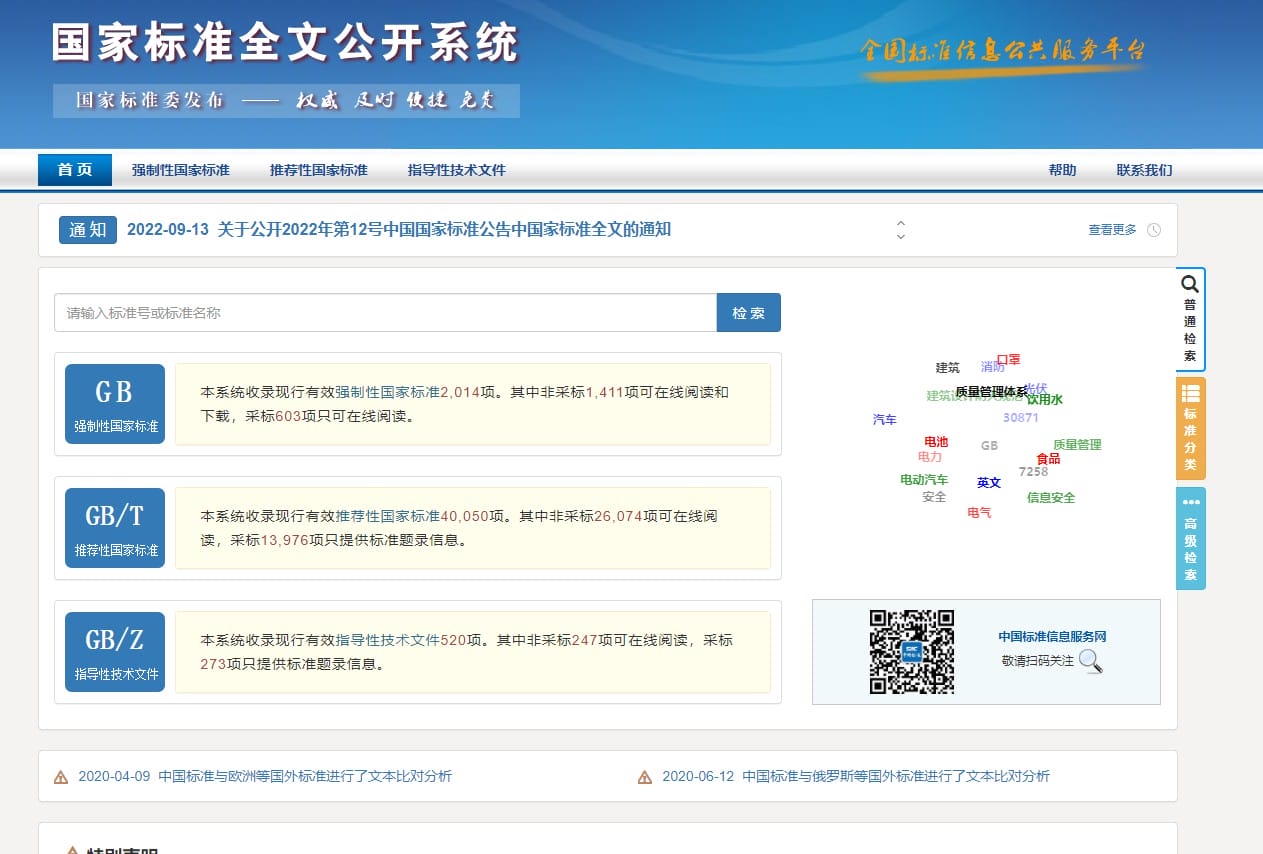 国家标准全文公开系统
全国标准信息公共服务平台
国家标准委发布 —— 权威 及时 便捷 免费
首页 强制性国家标准 推荐性国家标准 指导性技术文件 帮助 联系我们
通知 2022-09-13 关于公开2022年第12号中国国家标准公告中国家标准全文的通知 查看更多
请输入标准号或标准名称 检索
GB
强制性国家标准
本系统收录现行有效强制性国家标准2,014项。其中非采标1,411项可在线阅读和
下载，采标603项只可在线阅读。
GB/T
推荐性国家标准
本系统收录现行有效推荐性国家标准40,050项。其中非采标26,074项可在线阅
读，采标13,976项只提供标准题录信息。
GB/Z
指导性技术文件
本系统收录现行有效指导性技术文件520项。其中非采标247项可在线阅读，采标
273项只提供标准题录信息。
口罩
建筑 消防
光伏
质量管理体系
饮用水
汽车 30871
电池 GB 质量管理
电力 食品
7258
电动汽车 英文
安全 信息安全
电气
普通检索
标准分类
高级检索
中国标准信息服务网
敬请扫码关注
2020-04-09 中国标准与欧洲等国外标准进行了文本比对分析
2020-06-12 中国标准与俄罗斯等国外标准进行了文本比对分析
特别声明